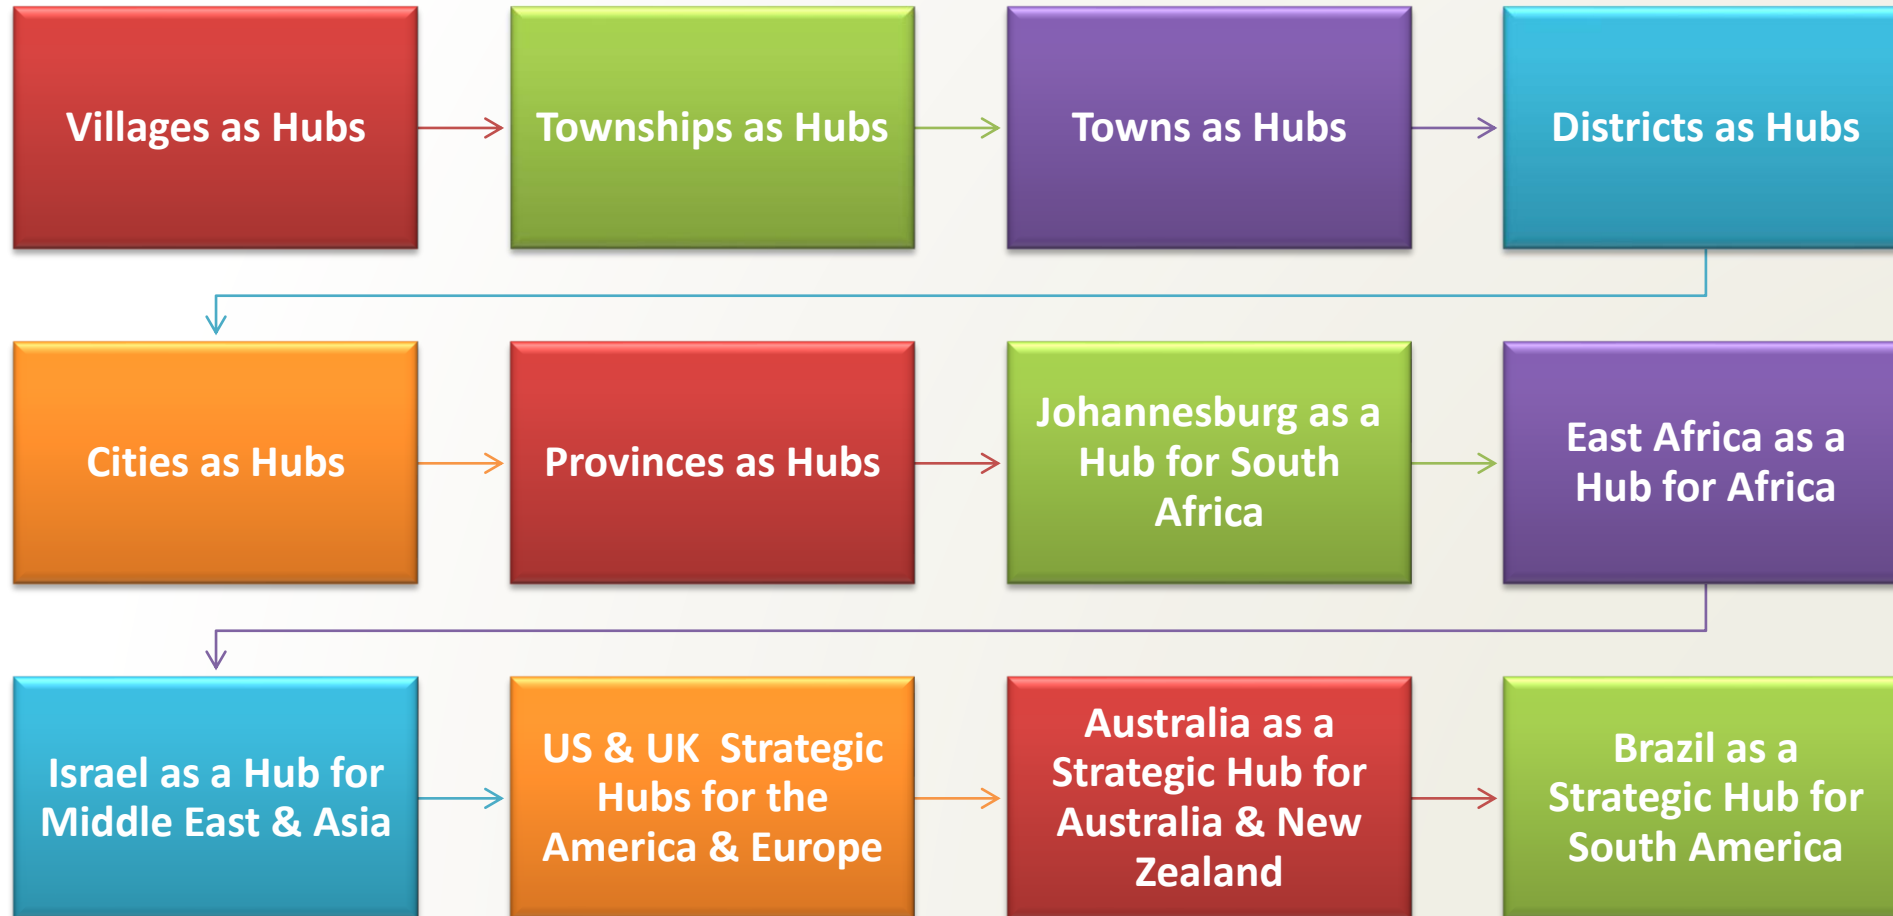 Villages as Hubs
Townships as Hubs
Towns as Hubs
Districts as Hubs
Cities as Hubs
Provinces as Hubs
Johannesburg as a
Hub for South
Africa
East Africa as a
Hub for Africa
Israel as a Hub for
Middle East & Asia
US & UK  Strategic
Hubs for the
America & Europe
Australia as a
Strategic Hub for
Australia & New
Zealand
Brazil as a
Strategic Hub for
South America